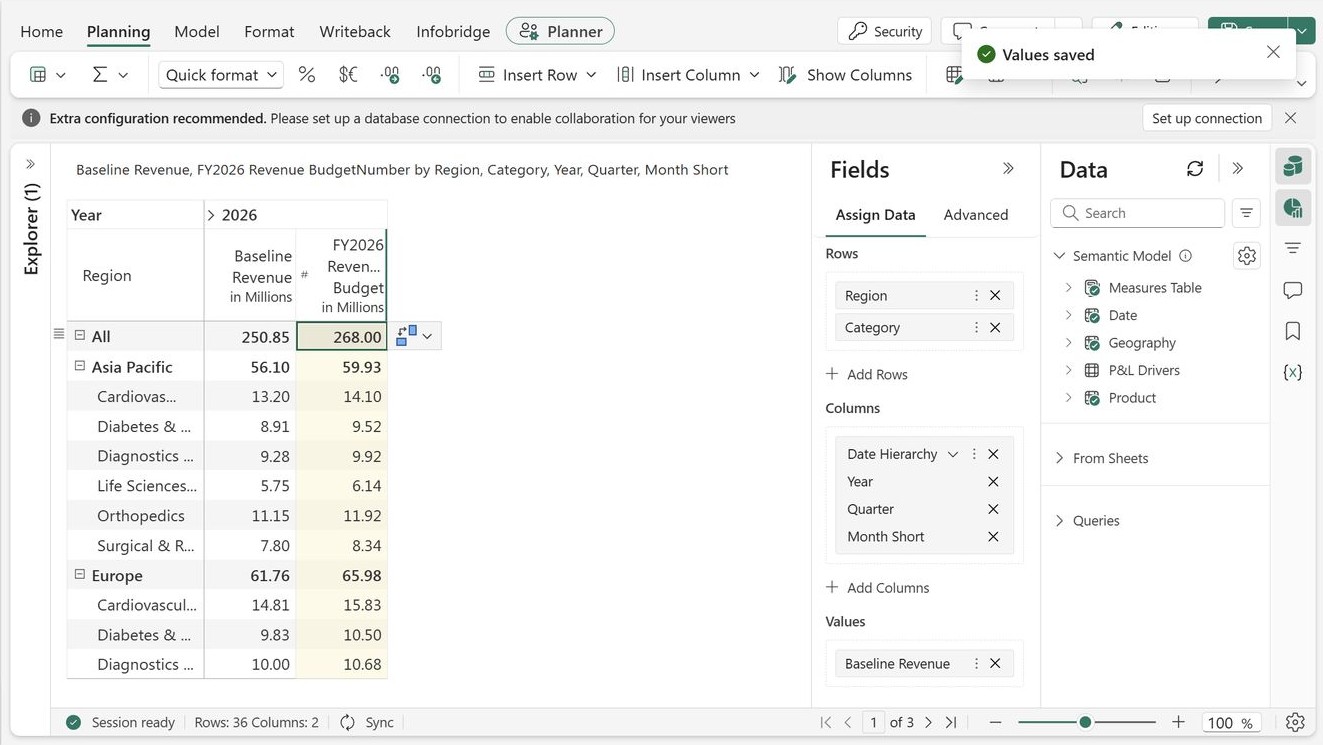 Home Planning Model Format Writeback Infobridge Planner Security
Quick format % $€ .00 .00 Insert Row Insert Column Show Columns
Values saved
Extra configuration recommended. Please set up a database connection to enable collaboration for your viewers Set up connection
Explorer (1)
Baseline Revenue, FY2026 Revenue BudgetNumber by Region, Category, Year, Quarter, Month Short
Year 2026
Region Baseline Revenue in Millions # FY2026 Reven... Budget in Millions
All 250.85 268.00
Asia Pacific 56.10 59.93
Cardiovas... 13.20 14.10
Diabetes & ... 8.91 9.52
Diagnostics ... 9.28 9.92
Life Sciences... 5.75 6.14
Orthopedics 11.15 11.92
Surgical & R... 7.80 8.34
Europe 61.76 65.98
Cardiovascul... 14.81 15.83
Diabetes & ... 9.83 10.50
Diagnostics ... 10.00 10.68
Fields
Assign Data Advanced
Rows
Region
Category
Add Rows
Columns
Date Hierarchy
Year
Quarter
Month Short
Add Columns
Values
Baseline Revenue
Data
Search
Semantic Model
Measures Table
Date
Geography
P&L Drivers
Product
From Sheets
Queries
Session ready Rows: 36 Columns: 2 Sync 1 of 3 100 %